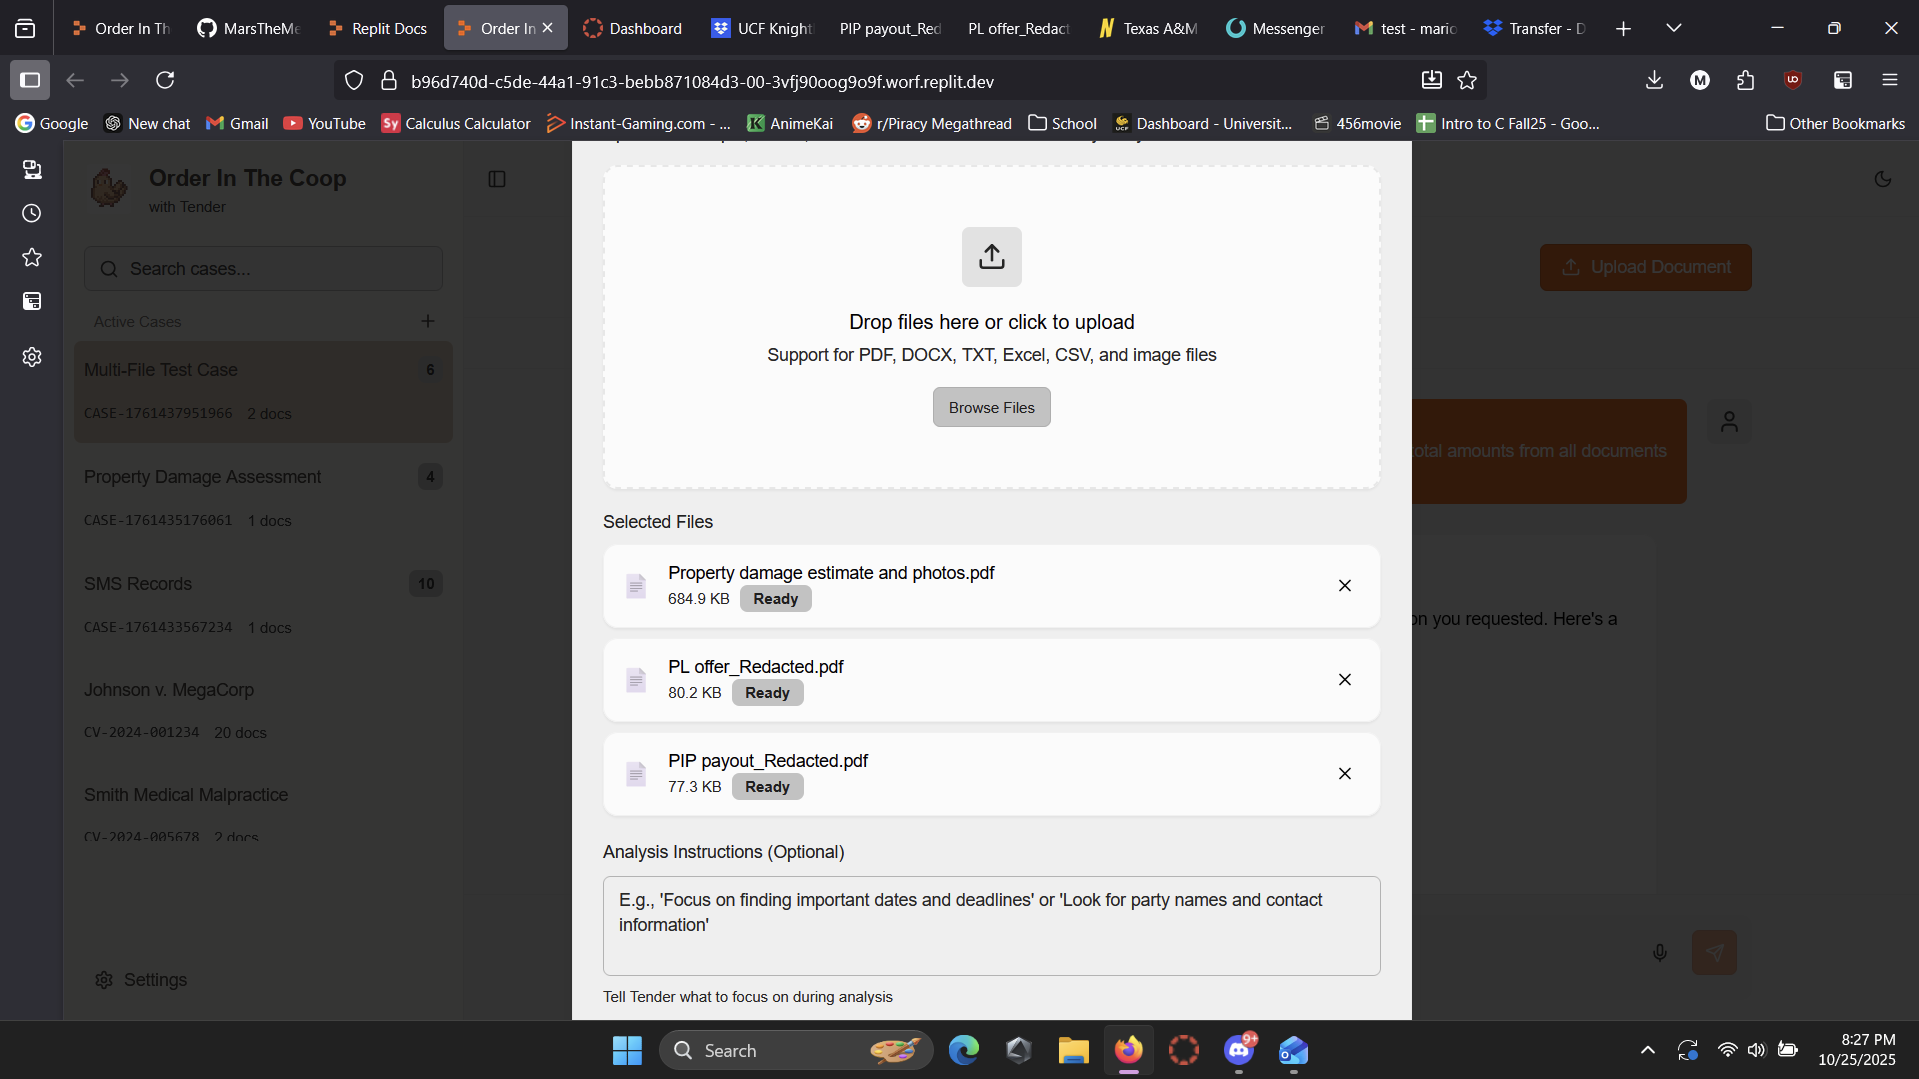 Order In Th
MarsTheMe
Replit Docs
Order In
Dashboard
UCF Knight
PIP payout_Red
PL offer_Redact
Texas A&M
Messenger
test - mario
Transfer - D
b96d740d-c5de-44a1-91c3-bebb871084d3-00-3vfj90oog9o9f.worf.replit.dev
Google
New chat
Gmail
YouTube
Sy Calculus Calculator
Instant-Gaming.com - ...
AnimeKai
r/Piracy Megathread
School
Dashboard - Universit...
456movie
Intro to C Fall25 - Goo...
Other Bookmarks
Order In The Coop
with Tender
Search cases...
Active Cases
Multi-File Test Case
6
CASE-1761437951966 2 docs
Property Damage Assessment
4
CASE-1761435176061 1 docs
SMS Records
10
CASE-1761433567234 1 docs
Johnson v. MegaCorp
CV-2024-001234 20 docs
Smith Medical Malpractice
CV-2024-005678 2 docs
Settings
Drop files here or click to upload
Support for PDF, DOCX, TXT, Excel, CSV, and image files
Browse Files
Selected Files
Property damage estimate and photos.pdf
684.9 KB Ready
PL offer_Redacted.pdf
80.2 KB Ready
PIP payout_Redacted.pdf
77.3 KB Ready
Analysis Instructions (Optional)
E.g., 'Focus on finding important dates and deadlines' or 'Look for party names and contact
information'
Tell Tender what to focus on during analysis
Upload Document
otal amounts from all documents
on you requested. Here's a
Search
9+
8:27 PM
10/25/2025